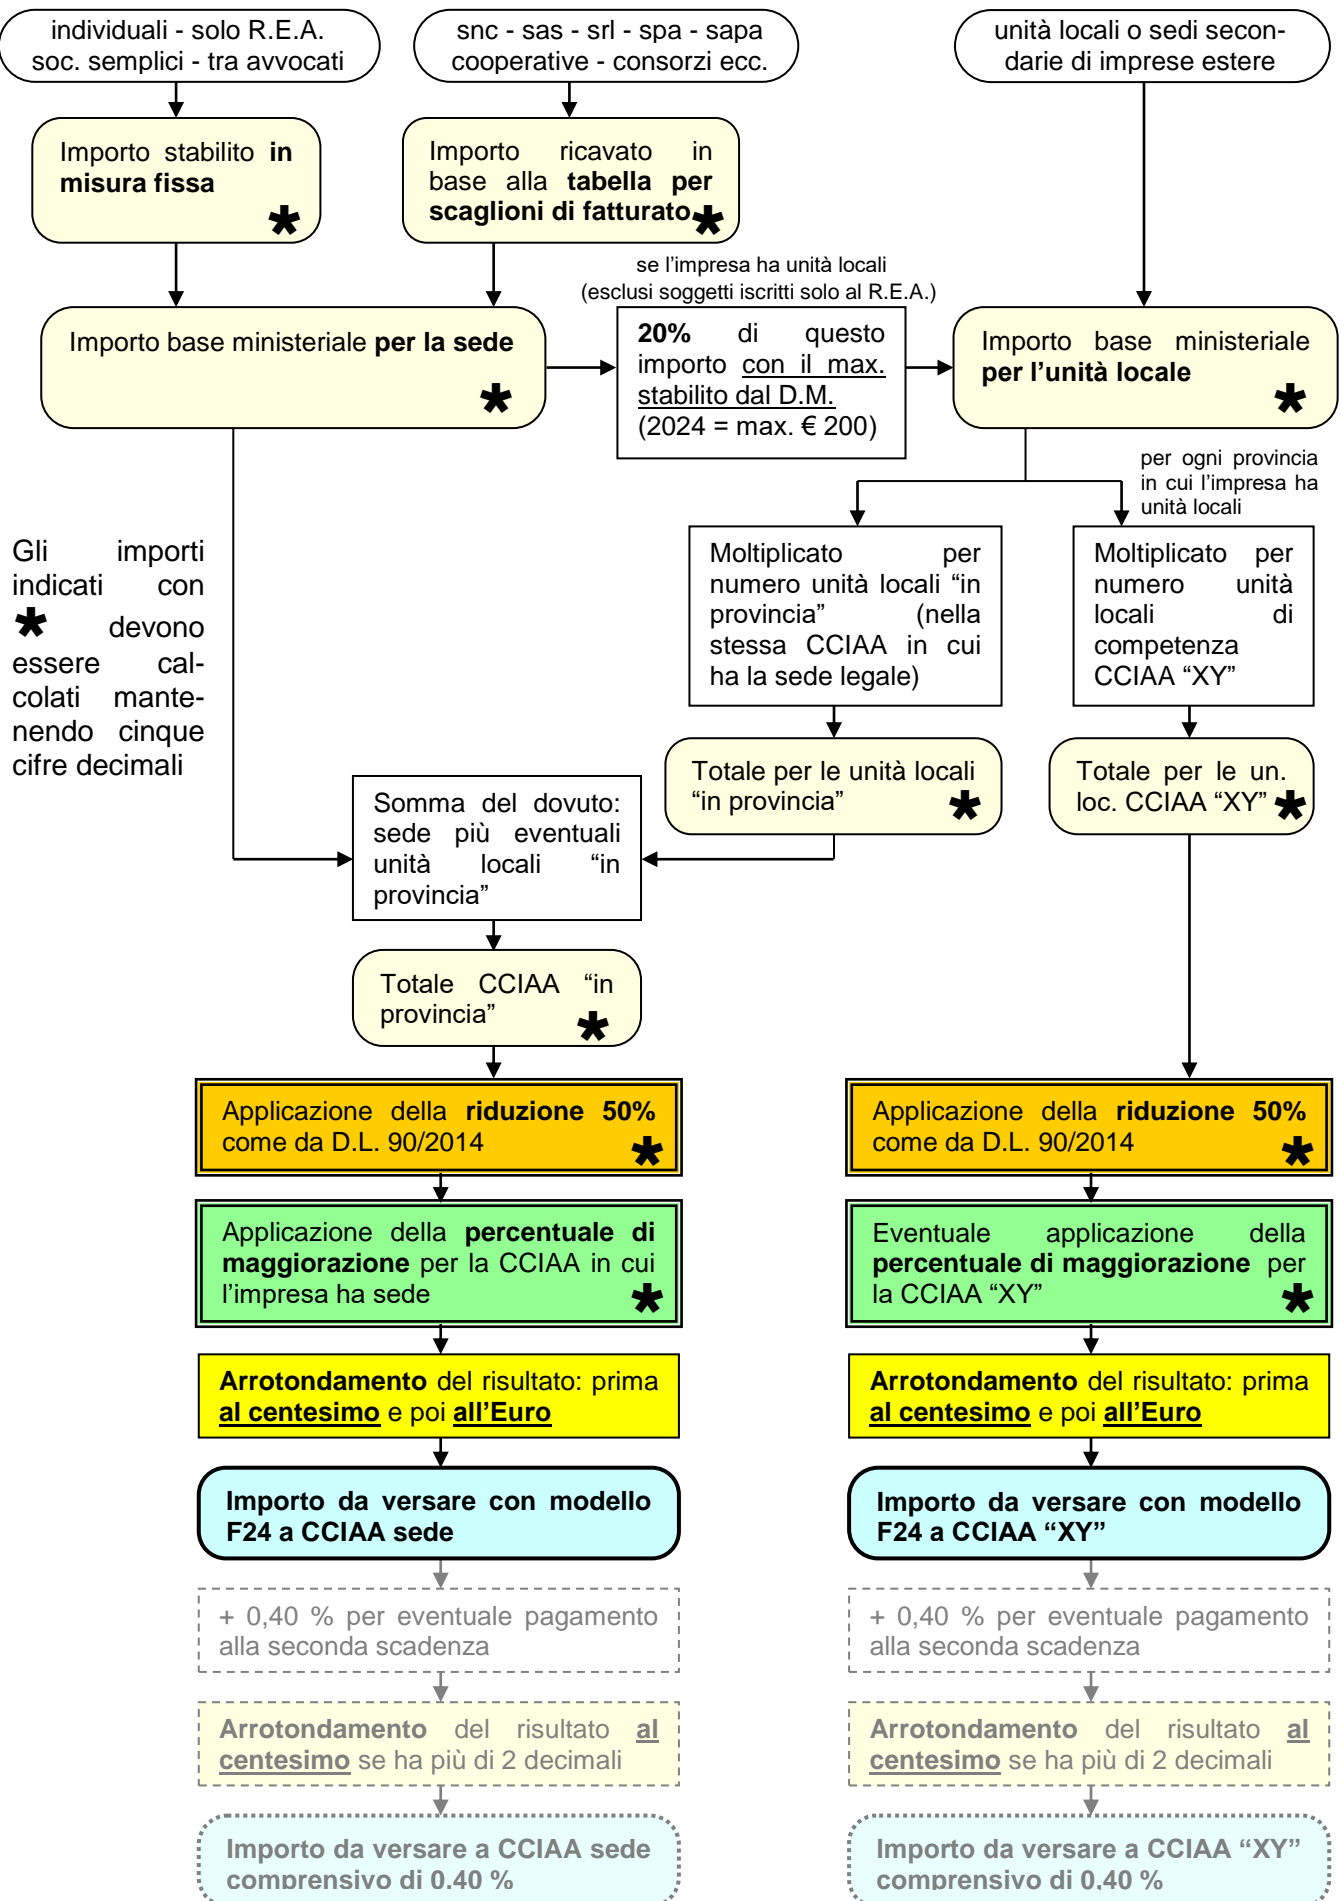 individuali - solo R.E.A.
soc. semplici - tra avvocati
snc - sas - srl - spa - sapa
cooperative - consorzi ecc.
unità locali o sedi secon-
darie di imprese estere
Importo stabilito in
misura fissa
*
Importo ricavato in
base alla tabella per
scaglioni di fatturato
*
se l'impresa ha unità locali
(esclusi soggetti iscritti solo al R.E.A.)
Importo base ministeriale per la sede
*
20% di questo
importo con il max.
stabilito dal D.M.
(2024 = max. € 200)
Importo base ministeriale
per l'unità locale
*
per ogni provincia
in cui l'impresa ha
unità locali
Gli importi
indicati con
* devono
essere cal-
colati mante-
nendo cinque
cifre decimali
Moltiplicato per
numero unità locali “in
provincia” (nella
stessa CCIAA in cui
ha la sede legale)
Moltiplicato per
numero unità
locali di
competenza
CCIAA “XY”
Totale per le unità locali
“in provincia”
*
Totale per le un.
loc. CCIAA “XY”
*
Somma del dovuto:
sede più eventuali
unità locali “in
provincia”
Totale CCIAA “in
provincia”
*
Applicazione della riduzione 50%
come da D.L. 90/2014
*
Applicazione della riduzione 50%
come da D.L. 90/2014
*
Applicazione della percentuale di
maggiorazione per la CCIAA in cui
l'impresa ha sede
*
Eventuale applicazione della
percentuale di maggiorazione per
la CCIAA “XY”
*
Arrotondamento del risultato: prima
al centesimo e poi all'Euro
Arrotondamento del risultato: prima
al centesimo e poi all'Euro
Importo da versare con modello
F24 a CCIAA sede
Importo da versare con modello
F24 a CCIAA “XY”
+ 0,40 % per eventuale pagamento
alla seconda scadenza
+ 0,40 % per eventuale pagamento
alla seconda scadenza
Arrotondamento del risultato al
centesimo se ha più di 2 decimali
Arrotondamento del risultato al
centesimo se ha più di 2 decimali
Importo da versare a CCIAA sede
comprensivo di 0,40 %
Importo da versare a CCIAA “XY”
comprensivo di 0,40 %